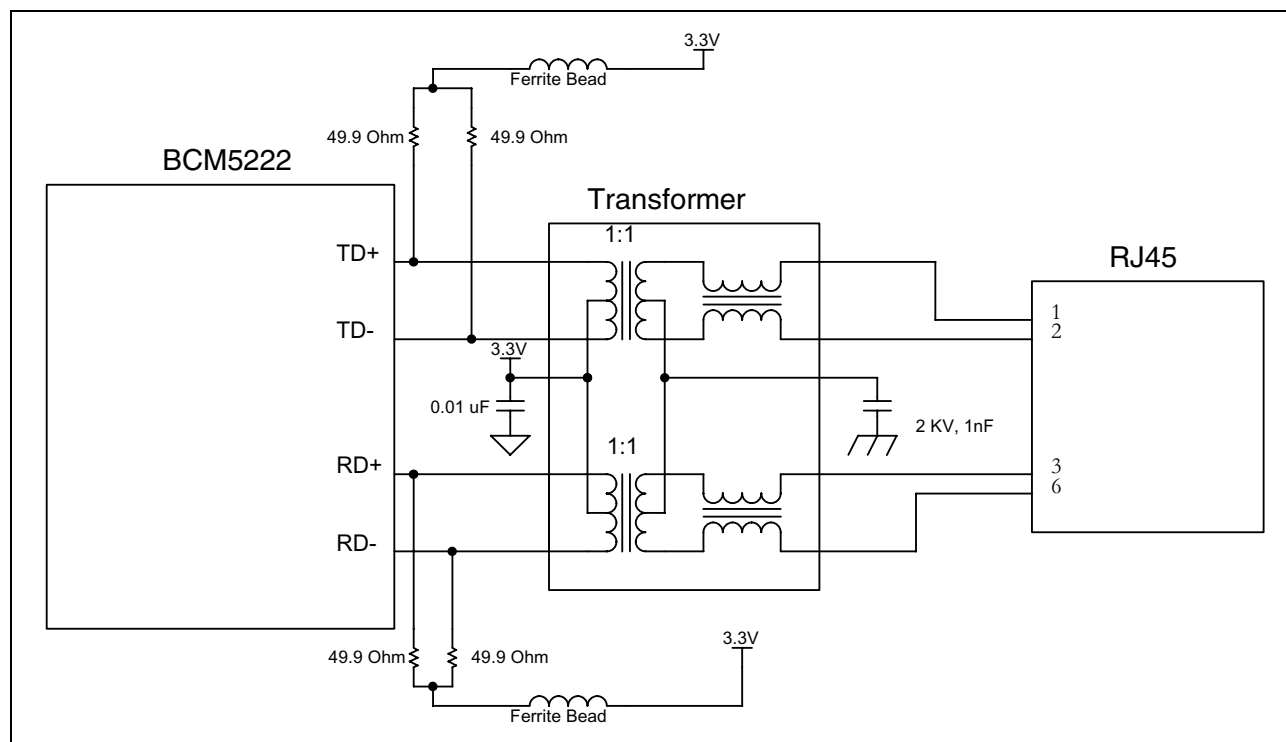 3.3V
Ferrite Bead
49.9 Ohm
49.9 Ohm
BCM5222
Transformer
1:1
TD+
RJ45
1
TD-
2
3.3V
0.01 uF
2 KV, 1nF
1:1
RD+
3
6
RD-
3.3V
49.9 Ohm
49.9 Ohm
Ferrite Bead